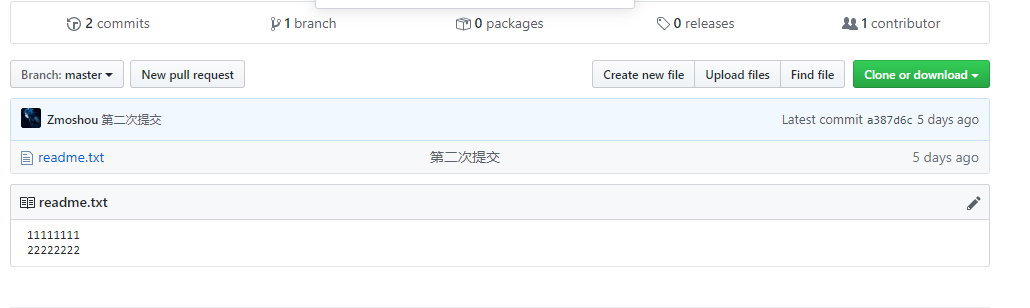 2 commits 1 branch 0 packages 0 releases 1 contributor
Branch: master New pull request Create new file Upload files Find file Clone or download
Zmoshou 第二次提交 Latest commit a387d6c 5 days ago
readme.txt 第二次提交 5 days ago
readme.txt
11111111
22222222